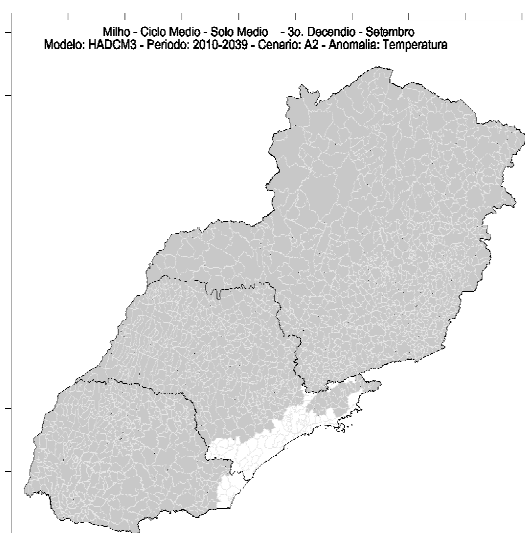 Milho - Ciclo Medio - Solo Medio - 3o. Decendio - Setembro
Modelo: HADCM3 - Periodo: 2010-2039 - Cenario: A2 - Anomalia: Temperatura